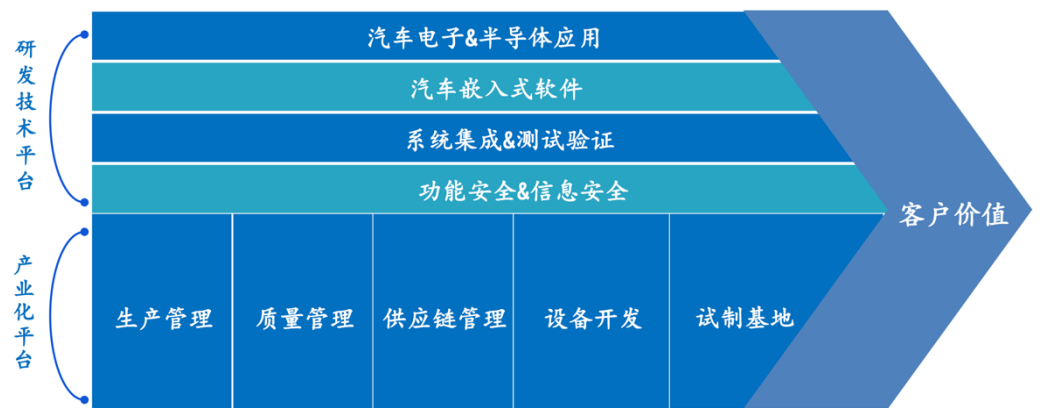 研发技术平台
汽车电子&半导体应用
汽车嵌入式软件
系统集成&测试验证
功能安全&信息安全
产业化平台
生产管理
质量管理
供应链管理
设备开发
试制基地
客户价值